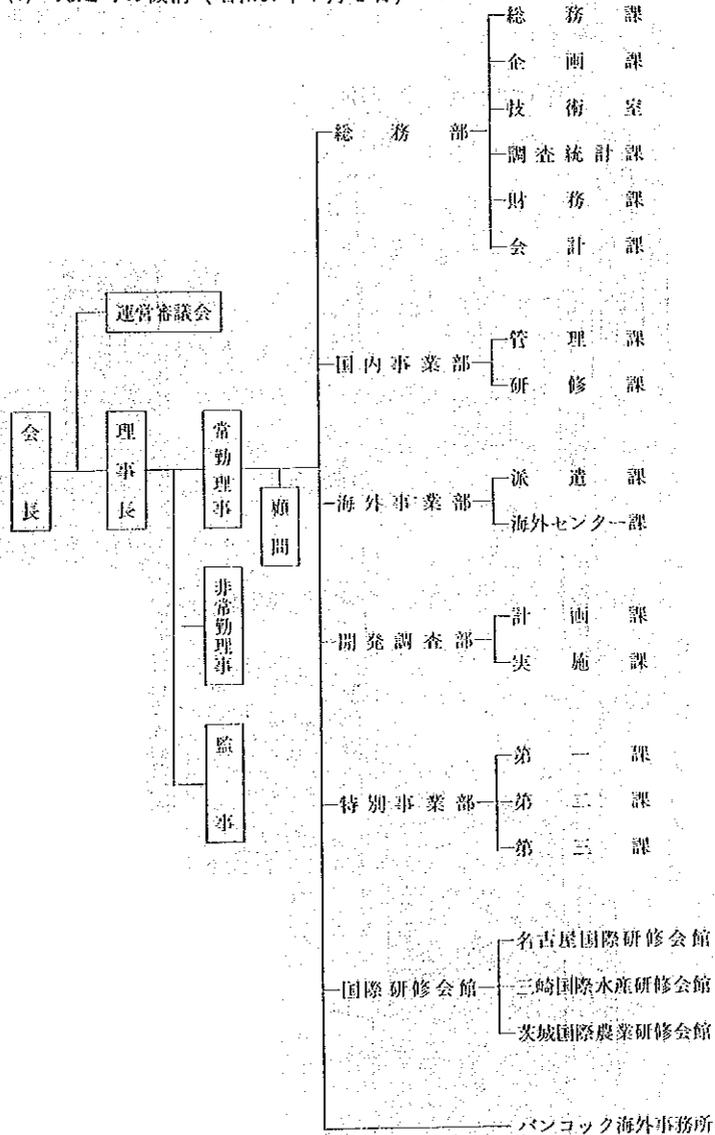 総務課
企画課
技術室
総務部
調査統計課
財務課
会計課
運営審議会
国内事業部
管理課
研修課
会長
理事長
常勤理事
顧問
海外事業部
派遣課
海外センター課
非常勤理事
開発調査部
計画課
実施課
監事
特別事業部
第一課
第二課
第三課
国際研修会館
名古屋国際研修会館
三崎国際水産研修会館
茨城国際農業研修会館
バンコック海外事務所